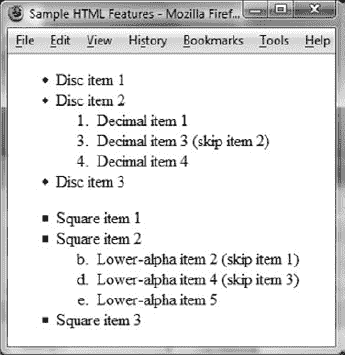 Sample HTML Features - Mozilla Firef...
File Edit View History Bookmarks Tools Help
Disc item 1
Disc item 2
1. Decimal item 1
3. Decimal item 3 (skip item 2)
4. Decimal item 4
Disc item 3
Square item 1
Square item 2
b. Lower-alpha item 2 (skip item 1)
d. Lower-alpha item 4 (skip item 3)
e. Lower-alpha item 5
Square item 3